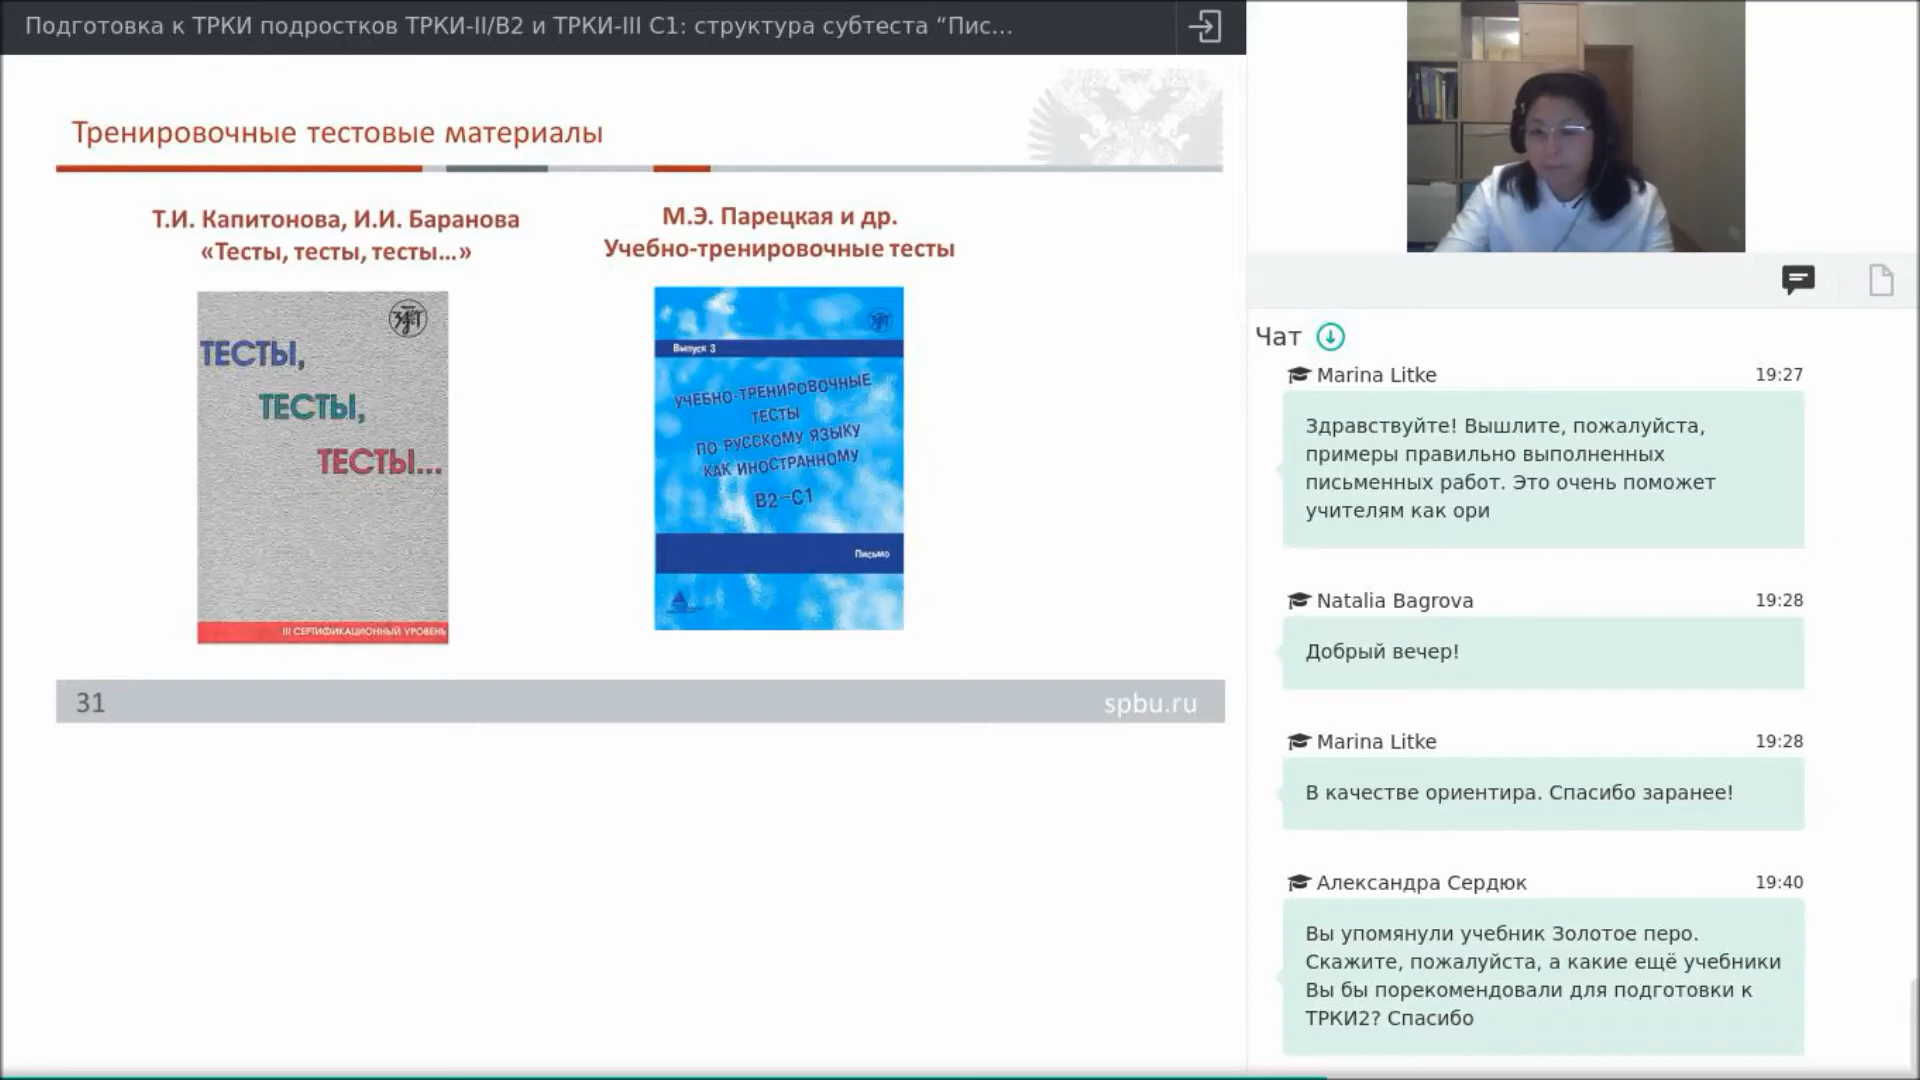 Подготовка к ТРКИ подростков ТРКИ-II/B2 и ТРКИ-III C1: структура субтеста “Пис...
Тренировочные тестовые материалы
Т.И. Капитонова, И.И. Баранова
«Тесты, тесты, тесты...»
М.Э. Парецкая и др.
Учебно-тренировочные тесты
ТЕСТЫ,
ТЕСТЫ,
ТЕСТЫ...
III СЕРТИФИКАЦИОННЫЙ УРОВЕНЬ
Выпуск 3
УЧЕБНО-ТРЕНИРОВОЧНЫЕ
ТЕСТЫ
ПО РУССКОМУ ЯЗЫКУ
КАК ИНОСТРАННОМУ
B2–C1
Письмо
31
spbu.ru
Чат
Marina Litke 19:27
Здравствуйте! Вышлите, пожалуйста,
примеры правильно выполненных
письменных работ. Это очень поможет
учителям как ори
Natalia Bagrova 19:28
Добрый вечер!
Marina Litke 19:28
В качестве ориентира. Спасибо заранее!
Александра Сердюк 19:40
Вы упомянули учебник Золотое перо.
Скажите, пожалуйста, а какие ещё учебники
Вы бы порекомендовали для подготовки к
ТРКИ2? Спасибо